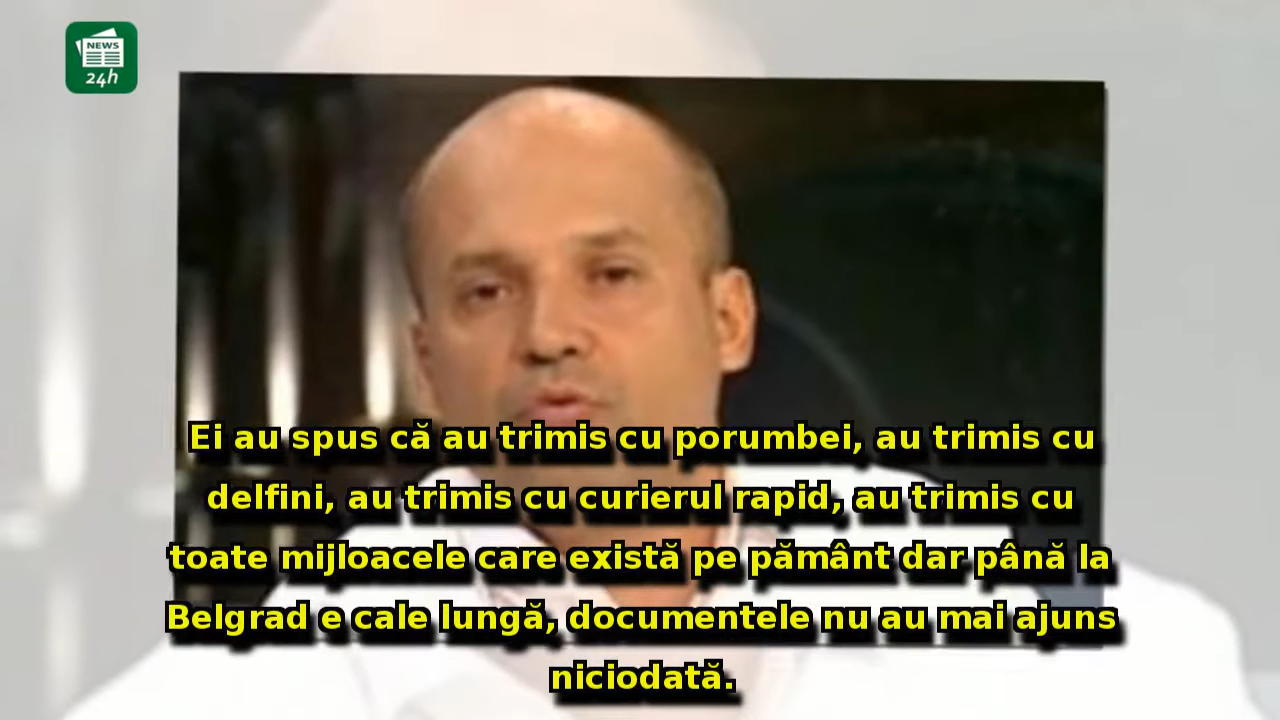 NEWS
24h
Ei au spus că au trimis cu porumbei, au trimis cu
delfini, au trimis cu curierul rapid, au trimis cu
toate mijloacele care există pe pământ dar până la
Belgrad e cale lungă, documentele nu au mai ajuns
niciodată.